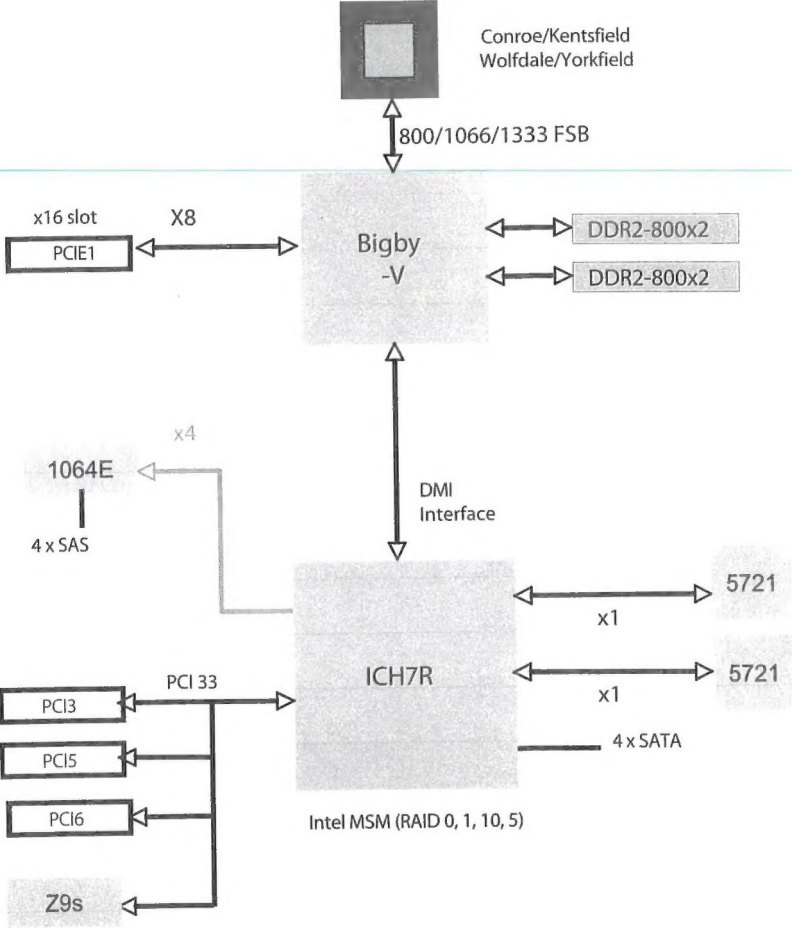 Conroe/Kentsfield
Wolfdale/Yorkfield
800/1066/1333 FSB
x16 slot
X8
PCIE1
Bigby
-V
DDR2-800x2
DDR2-800x2
x4
1064E
4 x SAS
DMI
Interface
5721
x1
ICH7R
5721
x1
PCI 33
PCI3
4 x SATA
PCI5
PCI6
Intel MSM (RAID 0, 1, 10, 5)
Z9s